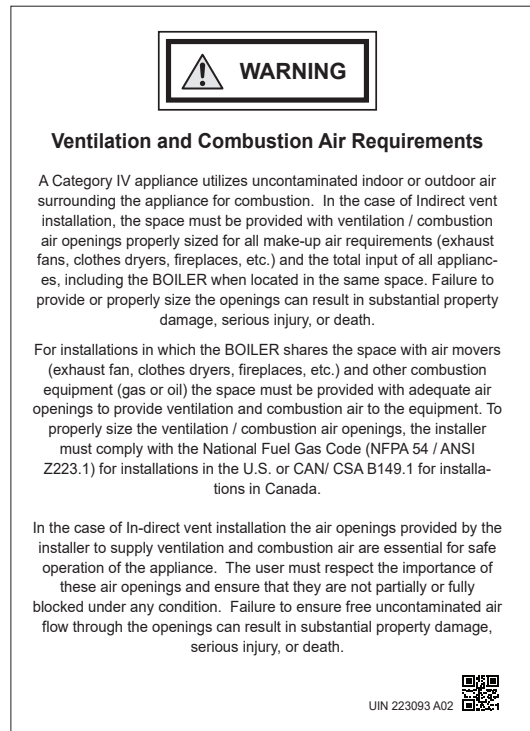 WARNING
Ventilation and Combustion Air Requirements
A Category IV appliance utilizes uncontaminated indoor or outdoor air
surrounding the appliance for combustion.  In the case of Indirect vent
installation, the space must be provided with ventilation / combustion
air openings properly sized for all make-up air requirements (exhaust
fans, clothes dryers, fireplaces, etc.) and the total input of all applianc-
es, including the BOILER when located in the same space. Failure to
provide or properly size the openings can result in substantial property
damage, serious injury, or death.
For installations in which the BOILER shares the space with air movers
(exhaust fan, clothes dryers, fireplaces, etc.) and other combustion
equipment (gas or oil) the space must be provided with adequate air
openings to provide ventilation and combustion air to the equipment. To
properly size the ventilation / combustion air openings, the installer
must comply with the National Fuel Gas Code (NFPA 54 / ANSI
Z223.1) for installations in the U.S. or CAN/ CSA B149.1 for installa-
tions in Canada.
In the case of In-direct vent installation the air openings provided by the
installer to supply ventilation and combustion air are essential for safe
operation of the appliance.  The user must respect the importance of
these air openings and ensure that they are not partially or fully
blocked under any condition.  Failure to ensure free uncontaminated air
flow through the openings can result in substantial property damage,
serious injury, or death.
UIN 223093 A02